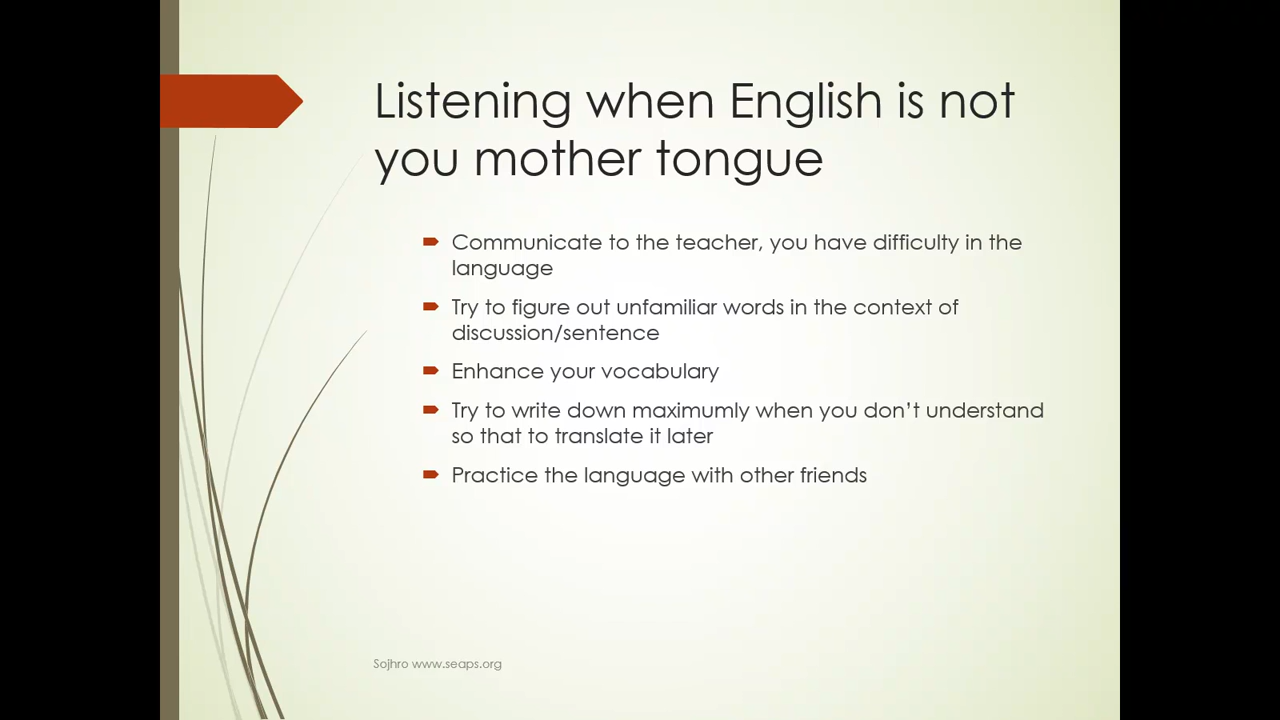 Listening when English is not
you mother tongue
Communicate to the teacher, you have difficulty in the
language
Try to figure out unfamiliar words in the context of
discussion/sentence
Enhance your vocabulary
Try to write down maximumly when you don’t understand
so that to translate it later
Practice the language with other friends
Sojhro www.seaps.org